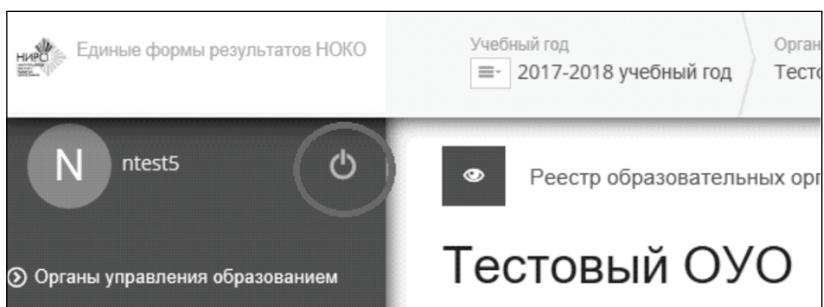 НИРО
Единые формы результатов НОКО
Учебный год
2017-2018 учебный год
N
ntest5
Органы управления образованием
Реестр образовательных
Тестовый ОУО